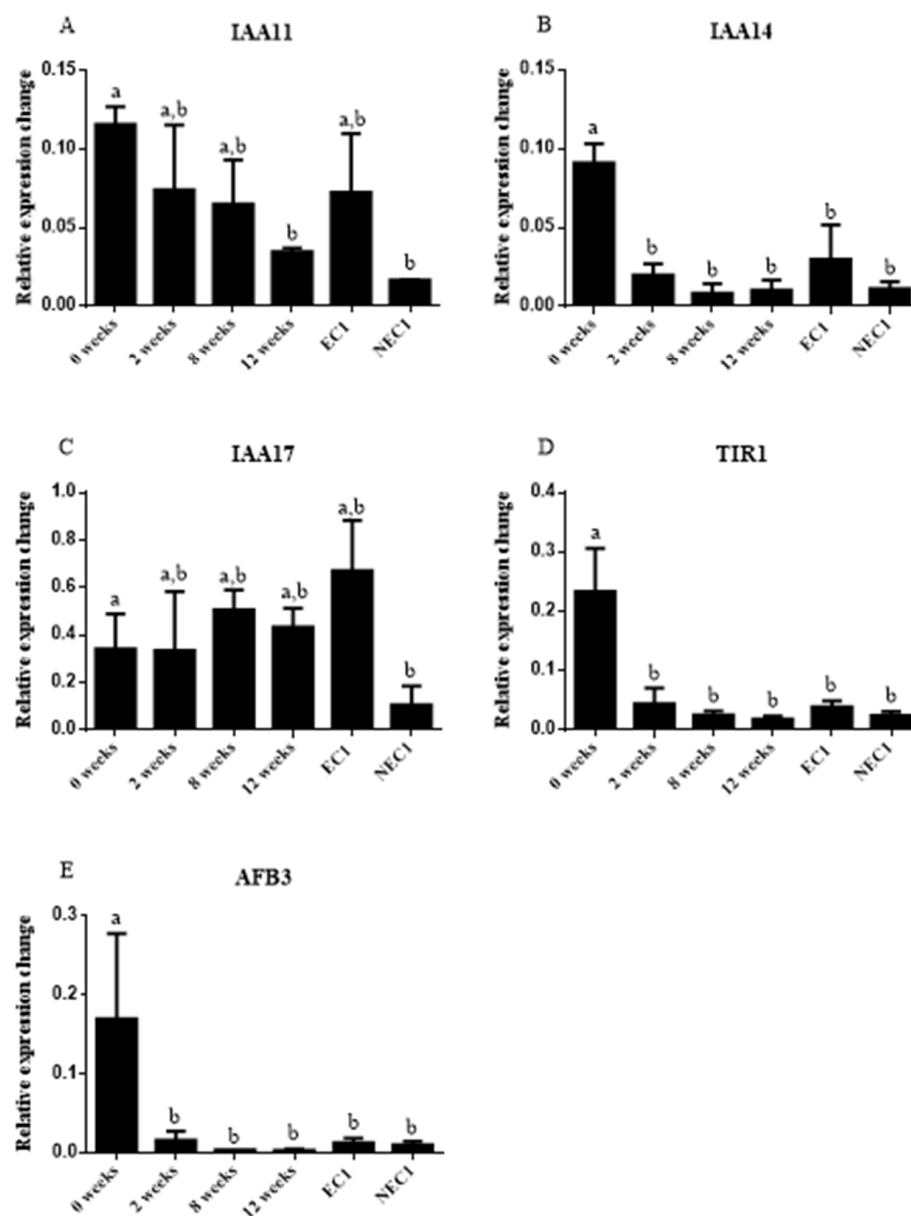 A
IAA11
Relative expression change
0.15
0.10
0.05
0.00
a
a,b
a,b
b
a,b
b
0 weeks
2 weeks
8 weeks
12 weeks
EC1
NEC1
B
IAA14
Relative expression change
0.15
0.10
0.05
0.00
a
b
b
b
b
b
0 weeks
2 weeks
8 weeks
12 weeks
EC1
NEC1
C
IAA17
Relative expression change
1.0
0.8
0.6
0.4
0.2
0.0
a
a,b
a,b
a,b
a,b
b
0 weeks
2 weeks
8 weeks
12 weeks
EC1
NEC1
D
TIR1
Relative expression change
0.4
0.3
0.2
0.1
0.0
a
b
b
b
b
b
0 weeks
2 weeks
8 weeks
12 weeks
EC1
NEC1
E
AFB3
Relative expression change
0.3
0.2
0.1
0.0
a
b
b
b
b
b
0 weeks
2 weeks
8 weeks
12 weeks
EC1
NEC1